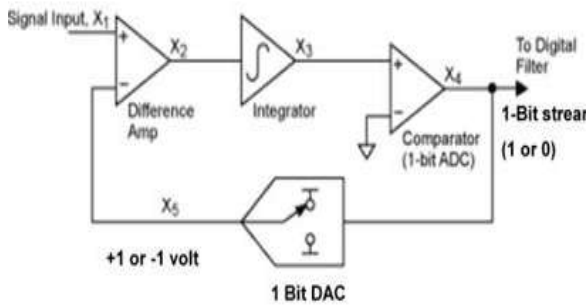 Signal Input, X1
+
−
X2
X3
+
−
X4
To Digital
Filter
Difference
Amp
Integrator
Comparator
(1-bit ADC)
1-Bit stream
(1 or 0)
X5
+1 or -1 volt
1 Bit DAC